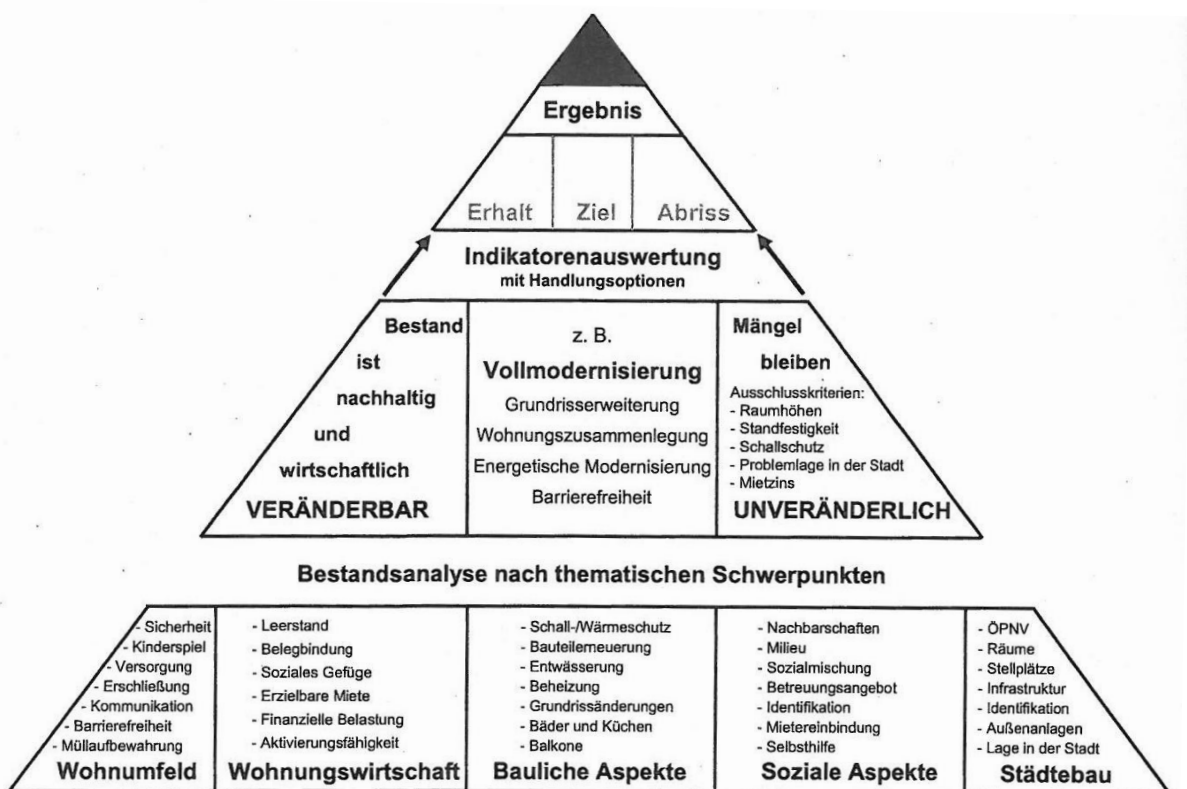 Ergebnis
Erhalt
Ziel
Abriss
Indikatorenauswertung
mit Handlungsoptionen
Bestand
ist
nachhaltig
und
wirtschaftlich
VERÄNDERBAR
z. B.
Vollmodernisierung
Grundrisserweiterung
Wohnungszusammenlegung
Energetische Modernisierung
Barrierefreiheit
Mängel
bleiben
Ausschlusskriterien:
- Raumhöhen
- Standfestigkeit
- Schallschutz
- Problemlage in der Stadt
- Mietzins
UNVERÄNDERLICH
Bestandsanalyse nach thematischen Schwerpunkten
- Sicherheit
- Kinderspiel
- Versorgung
- Erschließung
- Kommunikation
- Barrierefreiheit
- Müllaufbewahrung
Wohnumfeld
- Leerstand
- Belegbindung
- Soziales Gefüge
- Erzielbare Miete
- Finanzielle Belastung
- Aktivierungsfähigkeit
Wohnungswirtschaft
- Schall-/Wärmeschutz
- Bauteilerneuerung
- Entwässerung
- Beheizung
- Grundrissänderungen
- Bäder und Küchen
- Balkone
Bauliche Aspekte
- Nachbarschaften
- Milieu
- Sozialmischung
- Betreuungsangebot
- Identifikation
- Mietereinbindung
- Selbsthilfe
Soziale Aspekte
- ÖPNV
- Räume
- Stellplätze
- Infrastruktur
- Identifikation
- Außenanlagen
- Lage in der Stadt
Städtebau